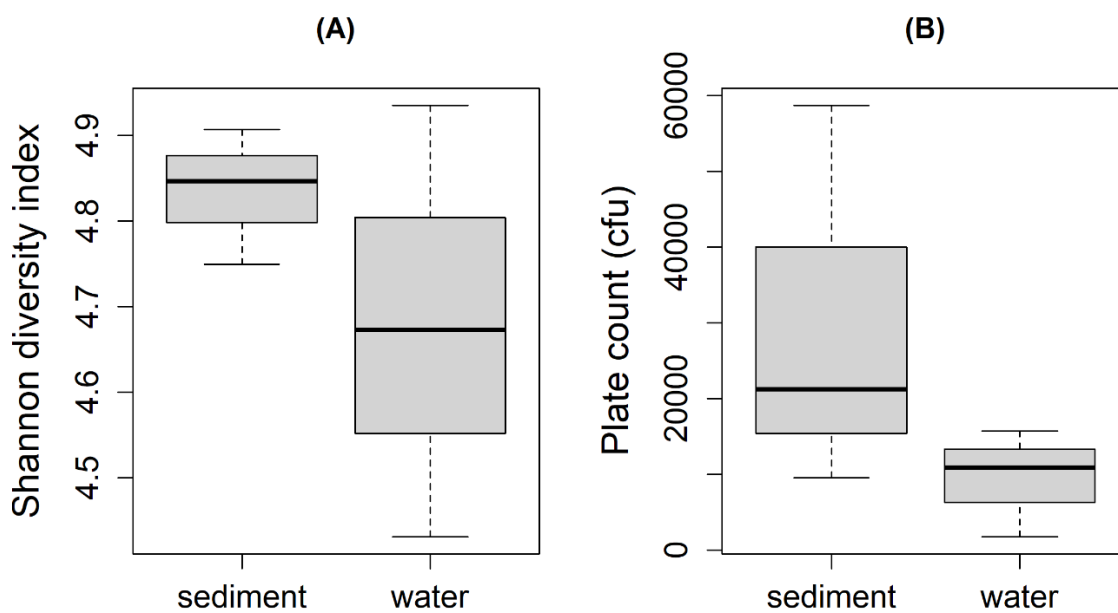 (A)
Shannon diversity index
4.9
4.8
4.7
4.6
4.5
sediment water
(B)
Plate count (cfu)
60000
40000
20000
0
sediment water